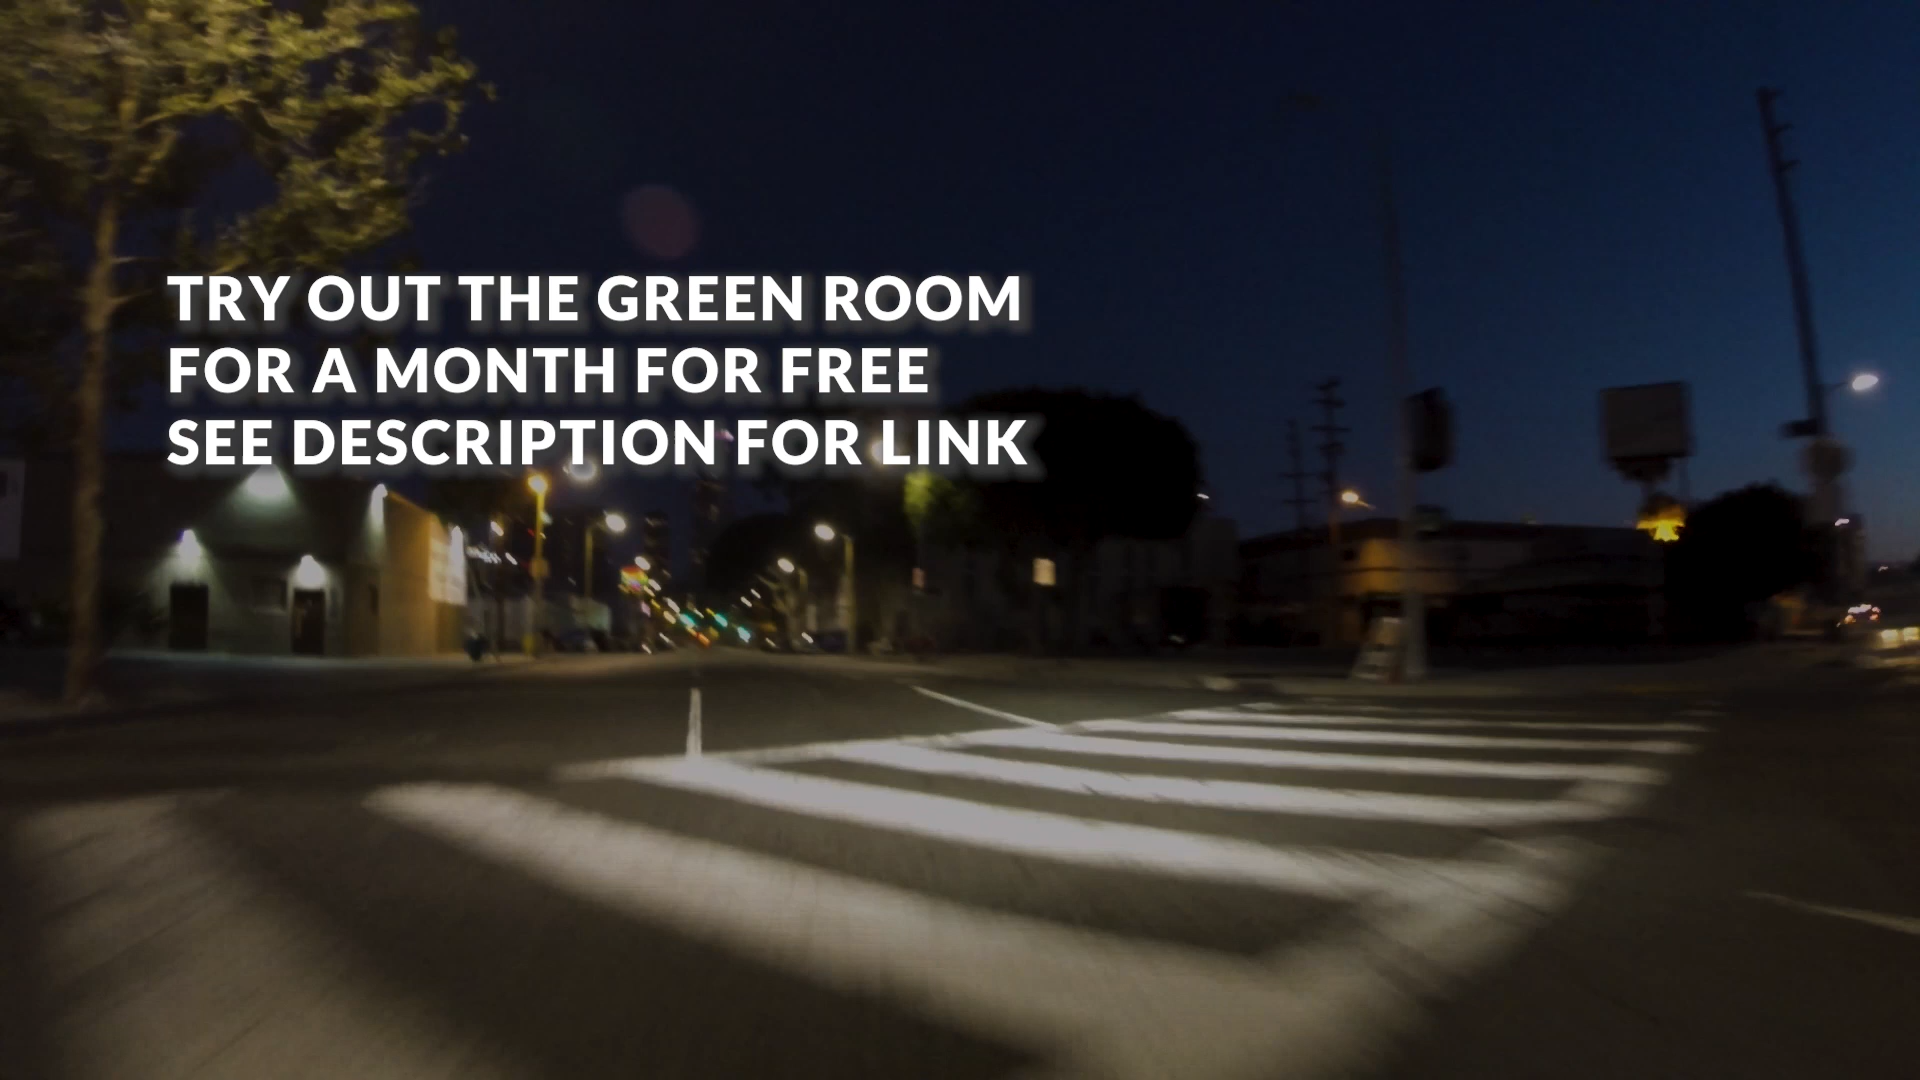 TRY OUT THE GREEN ROOM
FOR A MONTH FOR FREE
SEE DESCRIPTION FOR LINK